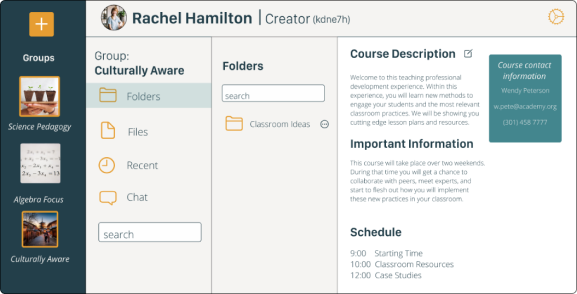 +
Rachel Hamilton | Creator (kdne7h)
Groups
Science Pedagogy
Algebra Focus
Culturally Aware
Group:
Culturally Aware
Folders
Files
Recent
Chat
search
Folders
search
Classroom Ideas
Course Description
Welcome to this teaching professional
development experience. Within this
experience, you will learn new methods to
engage your students and the most relevant
classroom practices. We will be showing you
cutting edge lesson plans and resources.
Important Information
This course will take place over two weekends.
During that time you will get a chance to
collaborate with peers, meet experts, and
start to flesh out how you will implement
these new practices in your classroom.
Schedule
9:00 Starting Time
10:00 Classroom Resources
12:00 Case Studies
Course contact
information
Wendy Peterson
w.pete@academy.org
(301) 458 7777